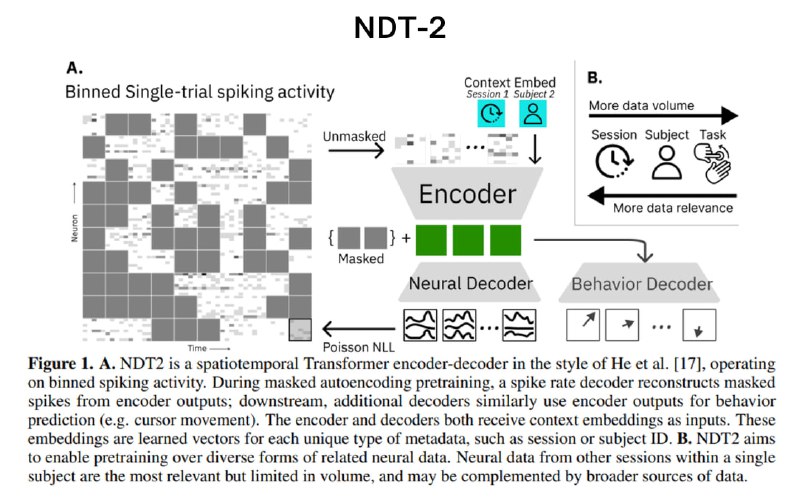 NDT-2
A.
Binned Single-trial spiking activity
Neuron
Time
Unmasked
Context Embed
Session 1 Subject 2
...
Encoder
{ } +
Masked
Neural Decoder
Behavior Decoder
...
...
Poisson NLL
B.
More data volume
Session Subject Task
More data relevance
Figure 1. A. NDT2 is a spatiotemporal Transformer encoder-decoder in the style of He et al. [17], operating
on binned spiking activity. During masked autoencoding pretraining, a spike rate decoder reconstructs masked
spikes from encoder outputs; downstream, additional decoders similarly use encoder outputs for behavior
prediction (e.g. cursor movement). The encoder and decoders both receive context embeddings as inputs. These
embeddings are learned vectors for each unique type of metadata, such as session or subject ID. B. NDT2 aims
to enable pretraining over diverse forms of related neural data. Neural data from other sessions within a single
subject are the most relevant but limited in volume, and may be complemented by broader sources of data.